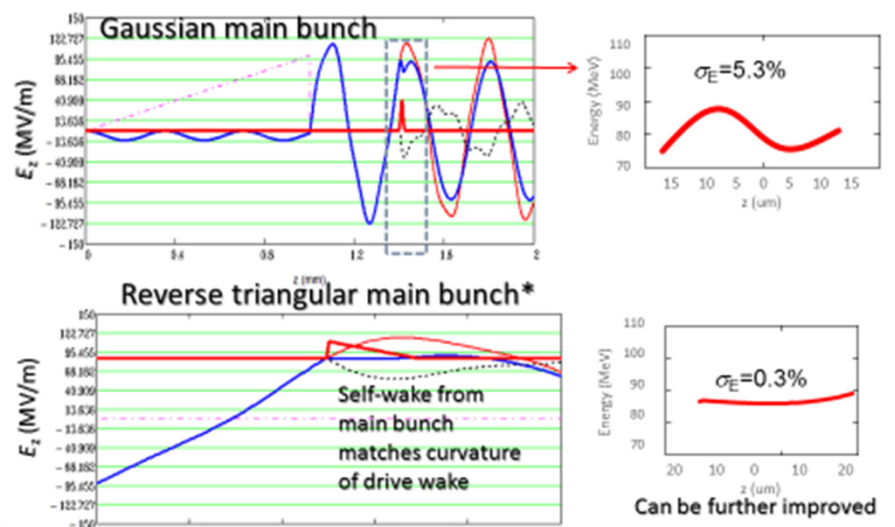 Gaussian main bunch
150
122.727
95.455
68.182
40.909
13.636
-13.636
-40.909
-68.182
-95.455
-122.727
-150
E_z (MV/m)
0
0.4
0.8
1.2
1.6
2
z (mm)
110
100
90
80
70
Energy (MeV)
σ_E=5.3%
15 10 5 0 5 10 15
z (um)
Reverse triangular main bunch*
150
122.727
95.455
68.182
40.909
13.636
-13.636
-40.909
-68.182
-95.455
-122.727
-150
E_z (MV/m)
Self-wake from
main bunch
matches curvature
of drive wake
110
100
90
80
70
Energy (MeV)
σ_E=0.3%
20 10 0 10 20
z (um)
Can be further improved